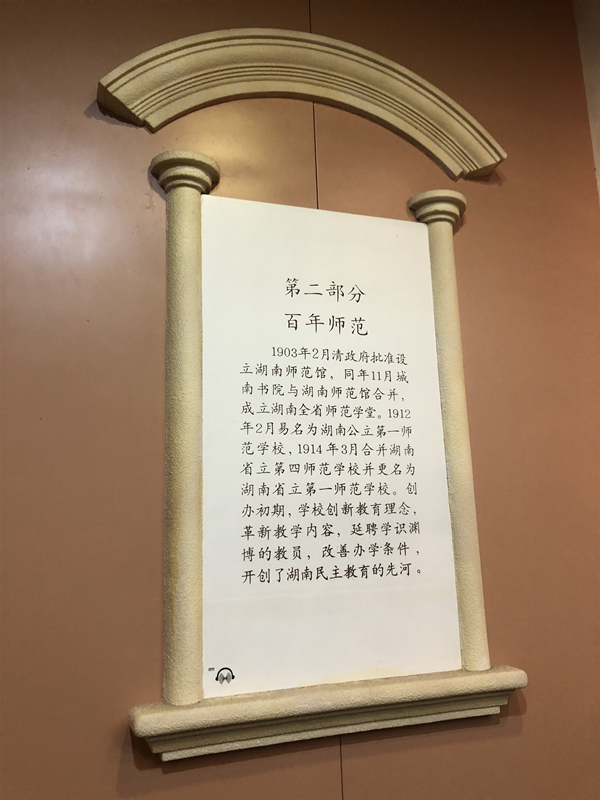 第二部分
百年师范
1903年2月清政府批准设
立湖南师范馆，同年11月城
南书院与湖南师范馆合并，
成立湖南全省师范学堂。1912
年2月易名为湖南公立第一师
范学校，1914年3月合并湖南
省立第四师范学校并更名为
湖南省立第一师范学校。创
办初期，学校创新教育理念，
革新教学内容，延聘学识渊
博的教员，改善办学条件，
开创了湖南民主教育的先河。